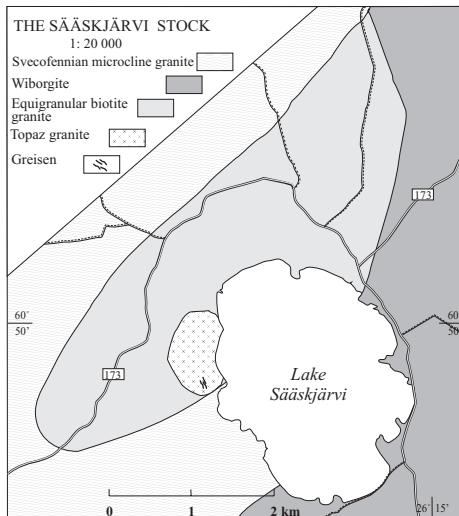 THE SÄÄSKJÄRVI STOCK
1: 20 000
Svecofennian microcline granite
Wiborgite
Equigranular biotite
granite
Topaz granite
Greisen
173
60°
50'
60°
50'
173
Lake
Sääskjärvi
0 1 2 km
26° 15'